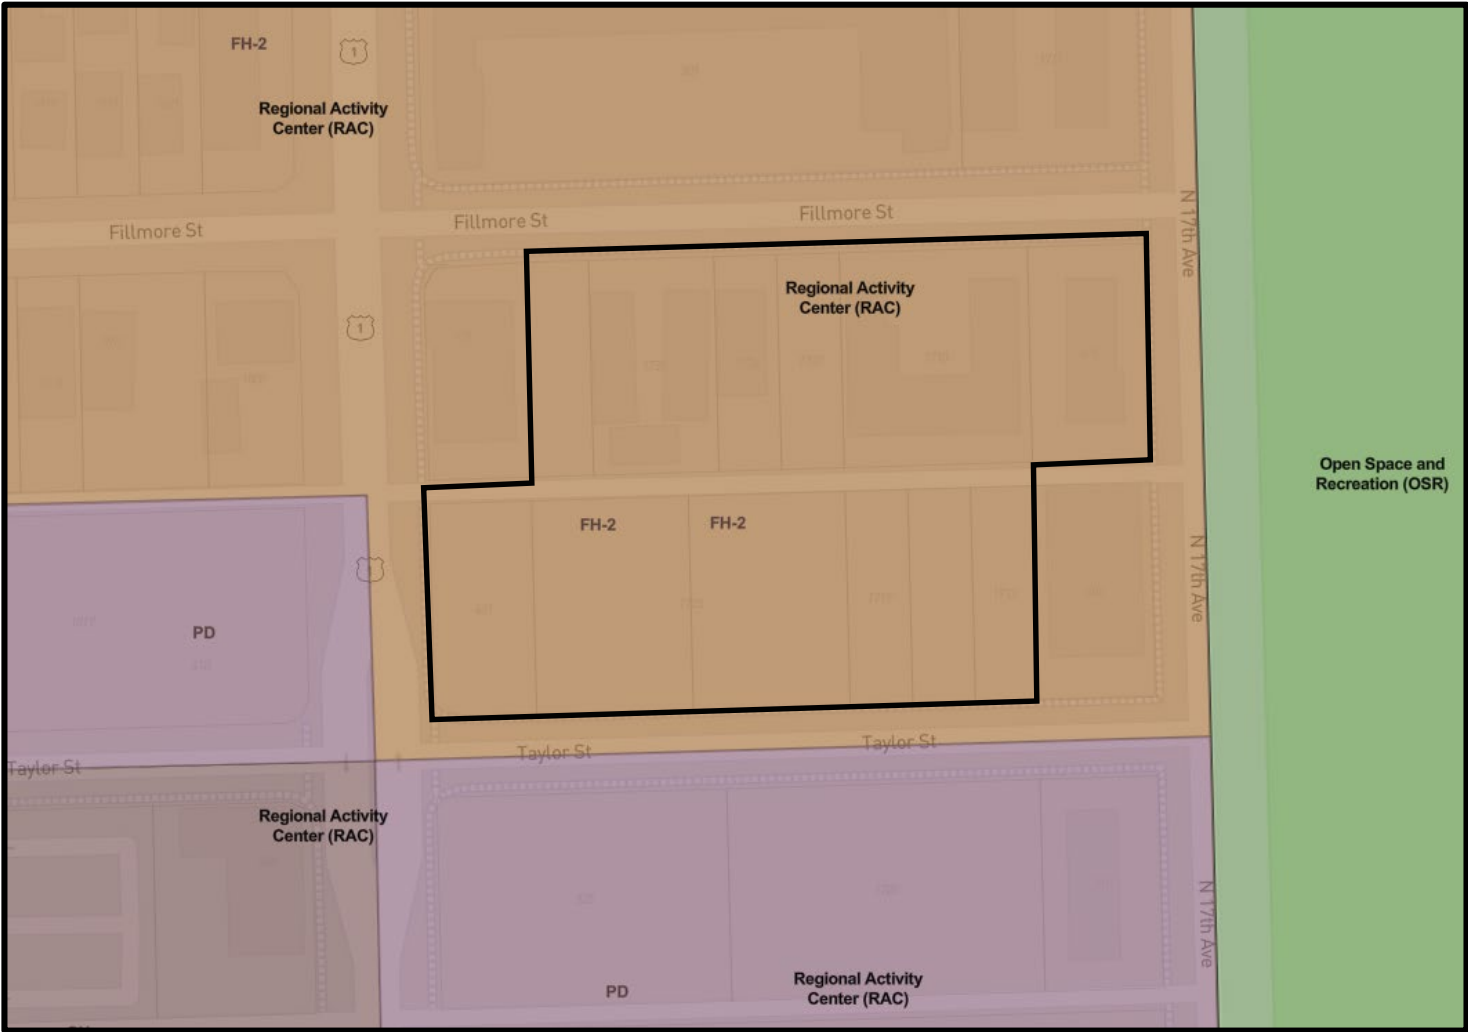 FH-2
1
Regional Activity
Center (RAC)
Fillmore St
Fillmore St
Fillmore St
N 17th Ave
Regional Activity
Center (RAC)
1
Open Space and
Recreation (OSR)
FH-2
FH-2
N 17th Ave
1
PD
Taylor St
Taylor St
Taylor St
Regional Activity
Center (RAC)
N 17th Ave
PD
Regional Activity
Center (RAC)